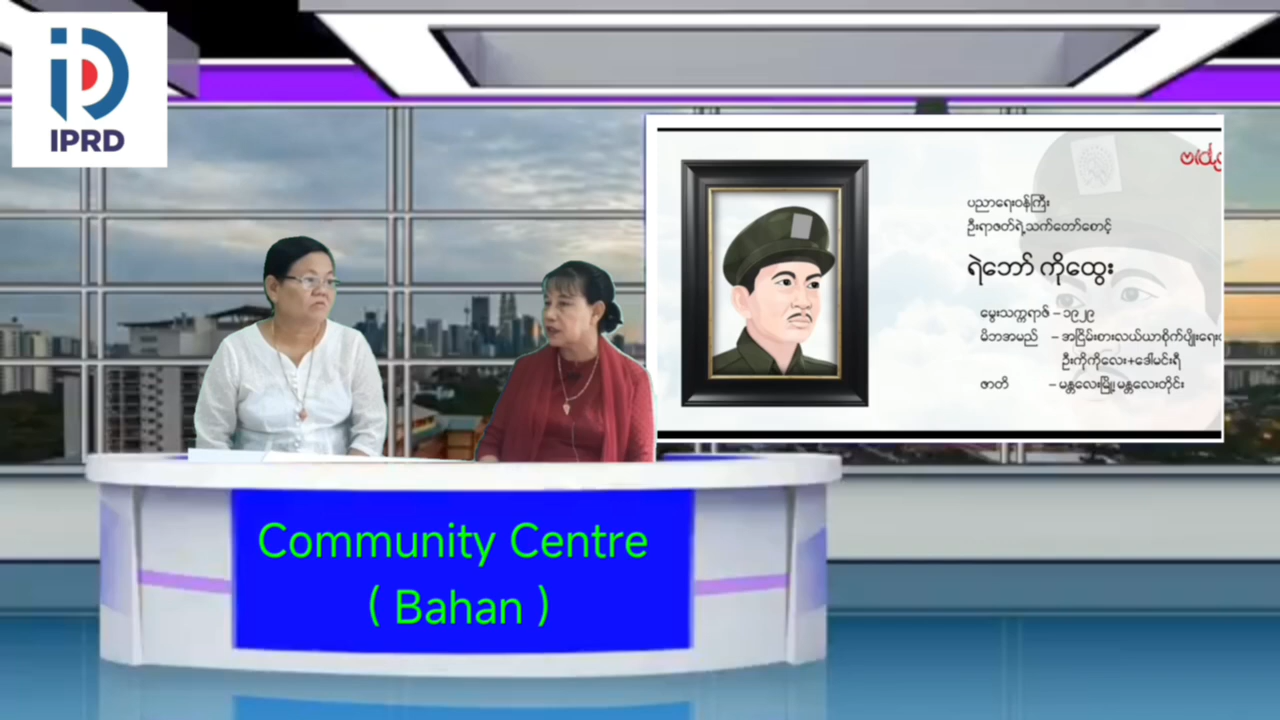 IPRD
ပညာရေးဝန်ကြီး
ဦးရာဇတ်ရဲ့သက်တော်စောင့်
ရဲဘော် ကိုထွေး
မွေးသက္ကရာဇ် – ၁၉၂၉
မိဘအမည် – အငြိမ်းစားလယ်ယာစိုက်ပျိုးရေး
ဦးကိုကိုလေး+ဒေါ်မင်းရီ
ဇာတိ – မန္တလေးမြို့၊ မန္တလေးတိုင်း
Community Centre
( Bahan )